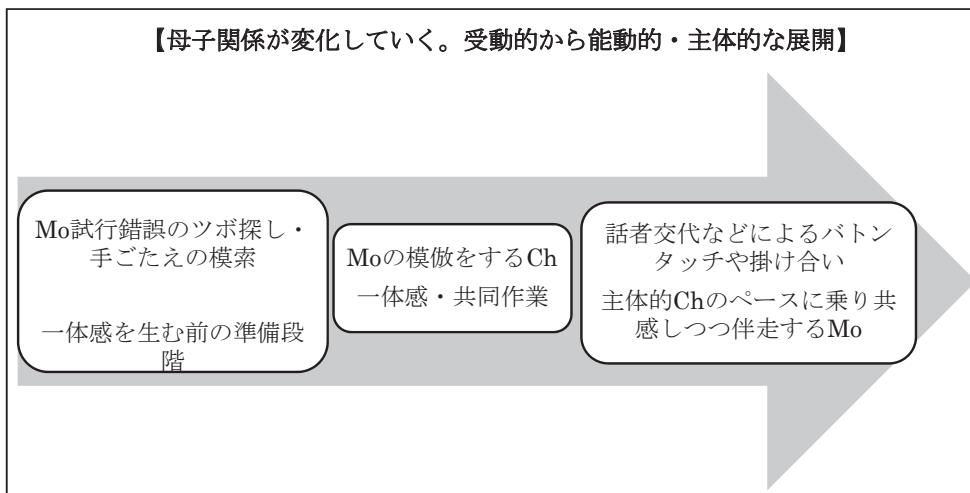 【母子関係が変化していく。受動的から能動的・主体的な展開】
Mo試行錯誤のツボ探し・
手ごたえの模索
一体感を生む前の準備段
階
Moの模倣をするCh
一体感・共同作業
話者交代などによるバトン
タッチや掛け合い
主体的Chのペースに乗り共
感しつつ伴走するMo